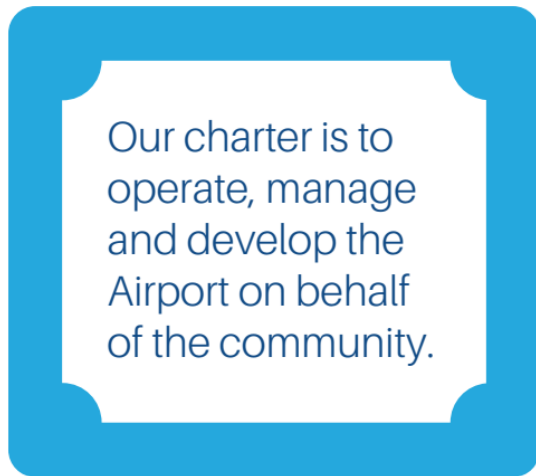 Our charter is to
operate, manage
and develop the
Airport on behalf
of the community.